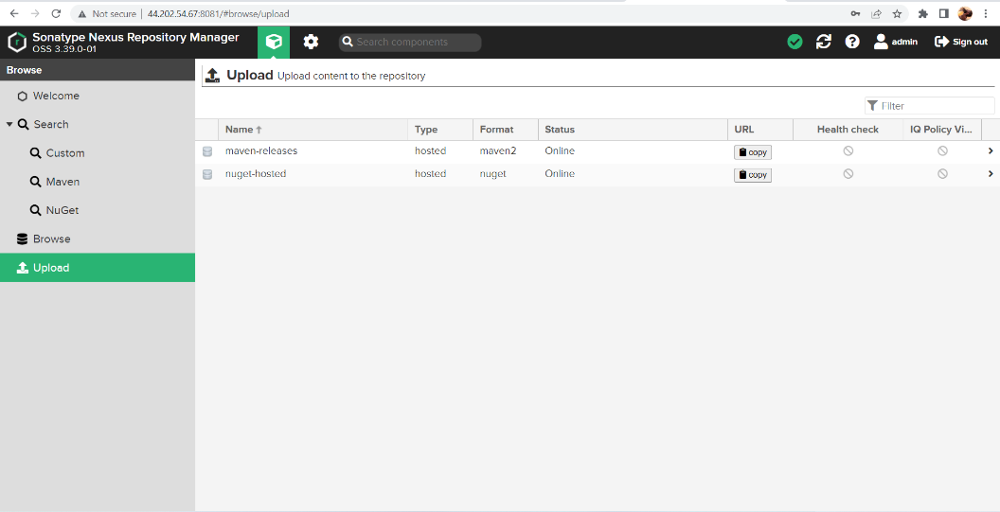 Not secure | 44.202.54.67:8081/#browse/upload
Sonatype Nexus Repository Manager
OSS 3.39.0-01
Search components
admin
Sign out
Browse
Welcome
Search
Custom
Maven
NuGet
Browse
Upload
Upload Upload content to the repository
Filter
Name Type Format Status URL Health check IQ Policy Vi...
maven-releases hosted maven2 Online copy
nuget-hosted hosted nuget Online copy